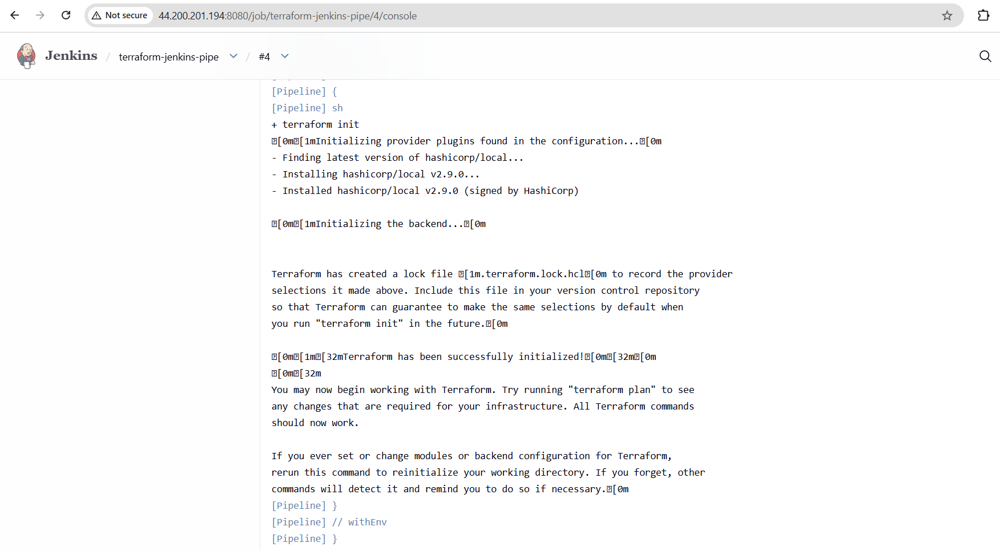 Not secure 44.200.201.194:8080/job/terraform-jenkins-pipe/4/console
Jenkins / terraform-jenkins-pipe / #4
[Pipeline] {
[Pipeline] sh
+ terraform init
�[0m�[1mInitializing provider plugins found in the configuration...�[0m
- Finding latest version of hashicorp/local...
- Installing hashicorp/local v2.9.0...
- Installed hashicorp/local v2.9.0 (signed by HashiCorp)
�[0m�[1mInitializing the backend...�[0m
Terraform has created a lock file �[1m.terraform.lock.hcl�[0m to record the provider
selections it made above. Include this file in your version control repository
so that Terraform can guarantee to make the same selections by default when
you run "terraform init" in the future.�[0m
�[0m�[1m�[32mTerraform has been successfully initialized!�[0m�[32m�[0m
�[0m�[32m
You may now begin working with Terraform. Try running "terraform plan" to see
any changes that are required for your infrastructure. All Terraform commands
should now work.
If you ever set or change modules or backend configuration for Terraform,
rerun this command to reinitialize your working directory. If you forget, other
commands will detect it and remind you to do so if necessary.�[0m
[Pipeline] }
[Pipeline] // withEnv
[Pipeline] }